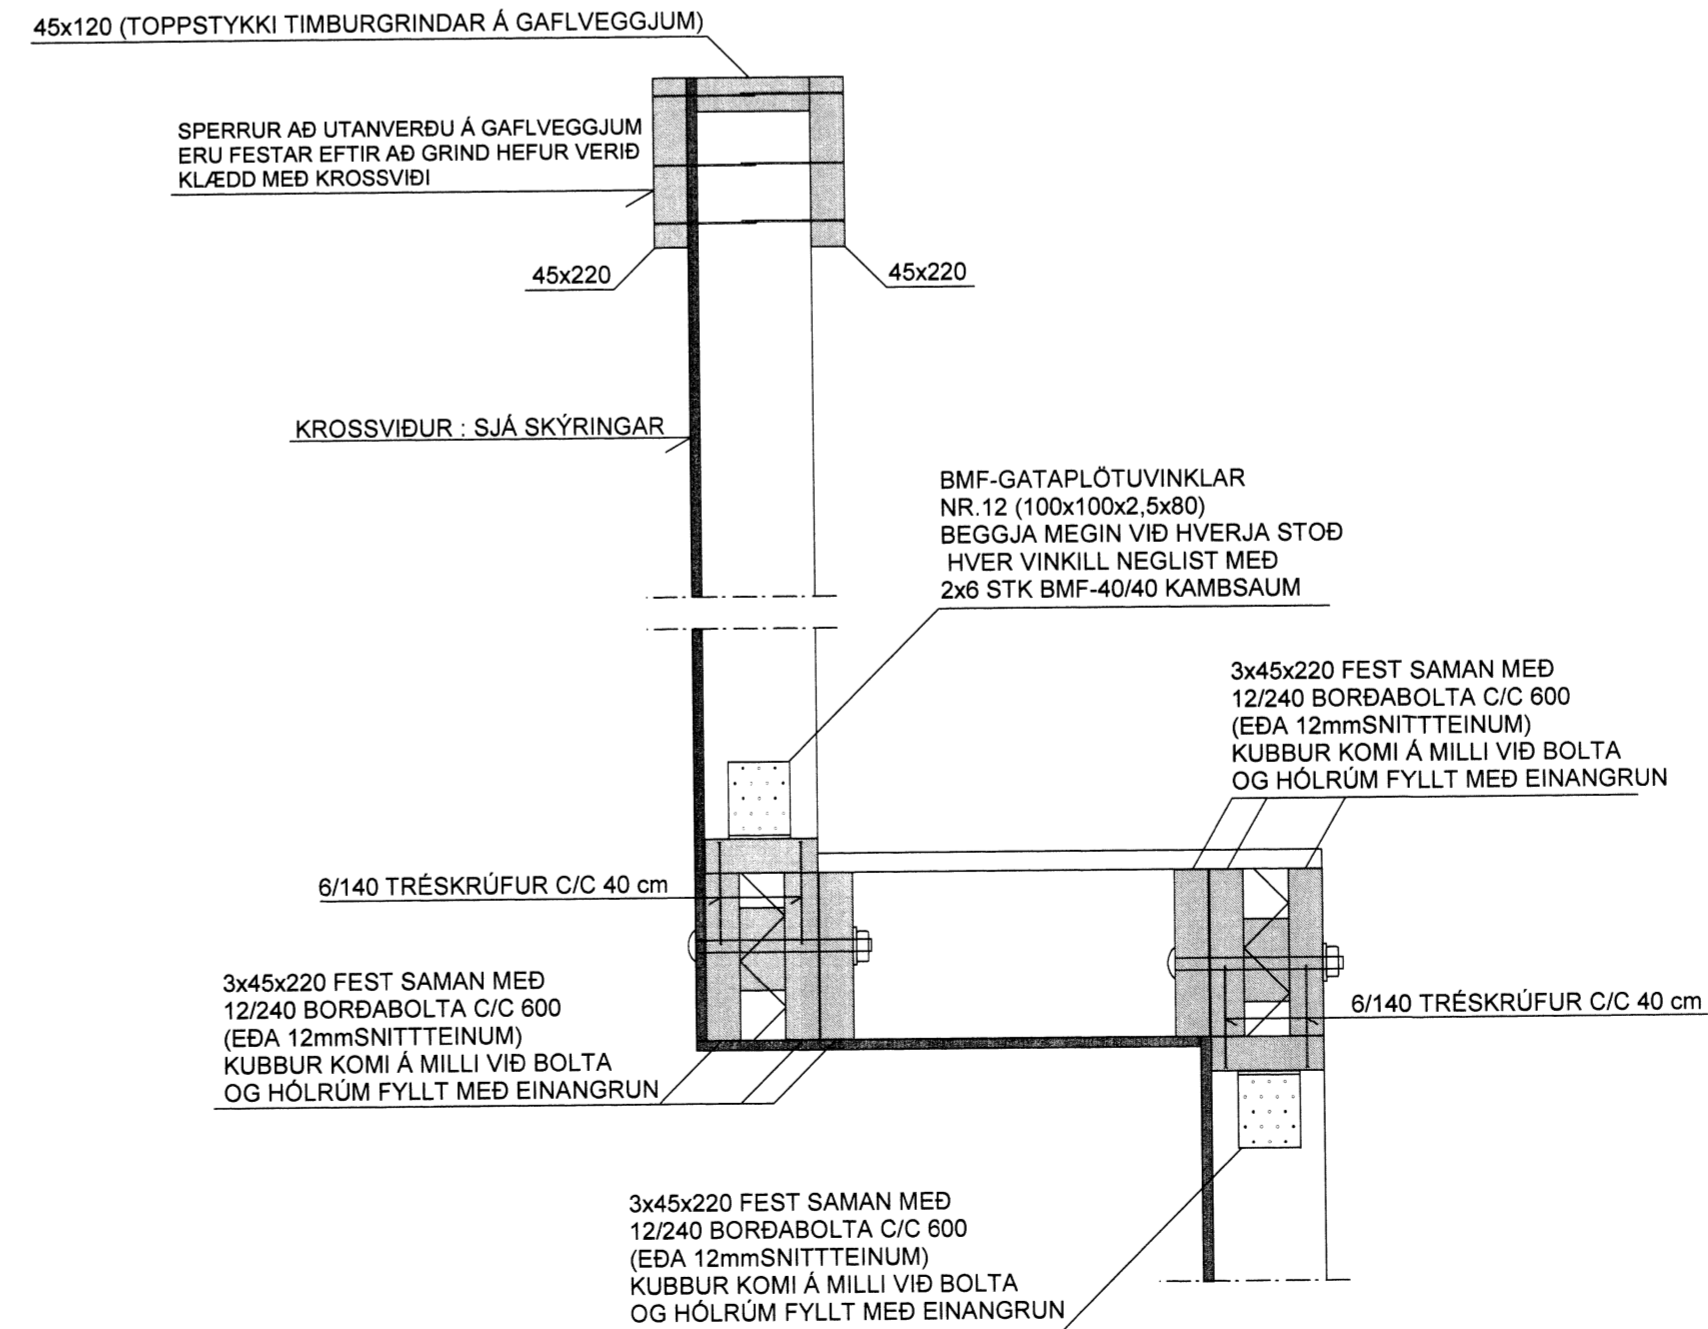 45x120 (TOPPSTYKKI TIMBURGRINDAR Á GAFLVEGGJUM)
SPERRUR AÐ UTANVERÐU Á GAFLVEGGJUM
ERU FESTAR EFTIR AÐ GRIND HEFUR VERIÐ
KLÆDD MEÐ KROSSVIÐI
45x220
45x220
KROSSVIÐUR : SJÁ SKÝRINGAR
BMF-GATAPLÖTUVINKLAR
NR.12 (100x100x2,5x80)
BEGGJA MEGIN VIÐ HVERJA STOÐ
HVER VINKILL NEGLIST MEÐ
2x6 STK BMF-40/40 KAMBSAUM
3x45x220 FEST SAMAN MEÐ
12/240 BORÐABOLTA C/C 600
(EÐA 12mmSNITTTEINUM)
KUBBUR KOMI Á MILLI VIÐ BOLTA
OG HÓLRÚM FYLLT MEÐ EINANGRUN
6/140 TRÉSKRÚFUR C/C 40 cm
3x45x220 FEST SAMAN MEÐ
12/240 BORÐABOLTA C/C 600
(EÐA 12mmSNITTTEINUM)
KUBBUR KOMI Á MILLI VIÐ BOLTA
OG HÓLRÚM FYLLT MEÐ EINANGRUN
6/140 TRÉSKRÚFUR C/C 40 cm
3x45x220 FEST SAMAN MEÐ
12/240 BORÐABOLTA C/C 600
(EÐA 12mmSNITTTEINUM)
KUBBUR KOMI Á MILLI VIÐ BOLTA
OG HÓLRÚM FYLLT MEÐ EINANGRUN